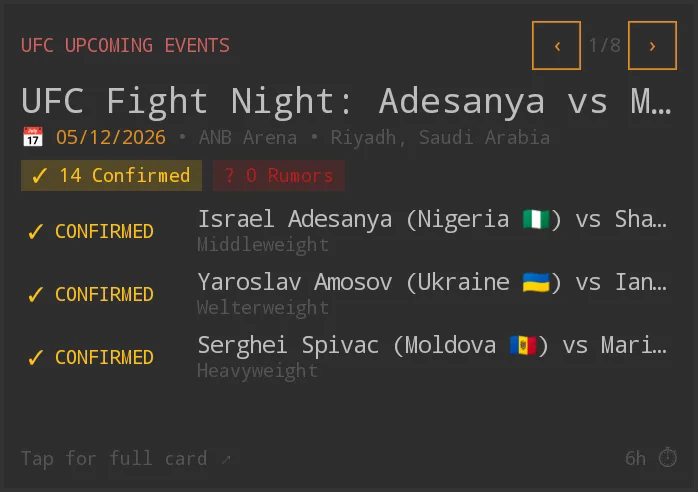 UFC UPCOMING EVENTS
‹ 1/8 ›
UFC Fight Night: Adesanya vs M…
📅 05/12/2026 • ANB Arena • Riyadh, Saudi Arabia
✓ 14 Confirmed ? 0 Rumors
✓ CONFIRMED Israel Adesanya (Nigeria 🇳🇬) vs Sha…
Middleweight
✓ CONFIRMED Yaroslav Amosov (Ukraine 🇺🇦) vs Ian…
Welterweight
✓ CONFIRMED Serghei Spivac (Moldova 🇲🇩) vs Mari…
Heavyweight
Tap for full card ↗
6h ⏱